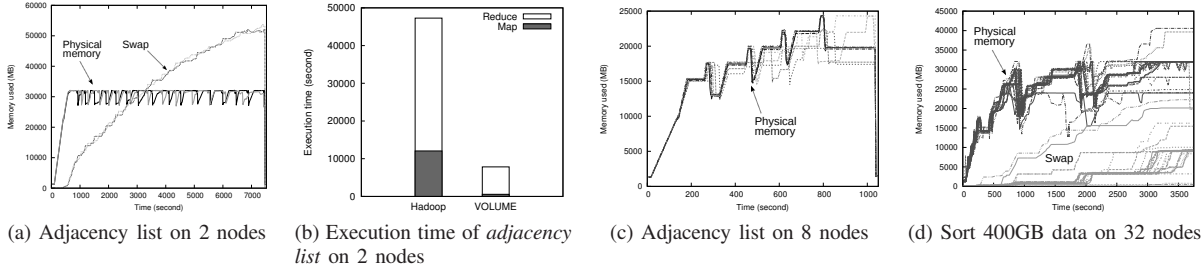 60000
50000
40000
30000
20000
10000
0
Memory used (MB)
Physical
memory
Swap
0 1000 2000 3000 4000 5000 6000 7000
Time (second)
(a) Adjacency list on 2 nodes
50000
40000
30000
20000
10000
0
Execution time (second)
Reduce
Map
Hadoop VOLUME
(b) Execution time of adjacency
list on 2 nodes
25000
20000
15000
10000
5000
0
Memory used (MB)
Physical
memory
0 200 400 600 800 1000
Time (second)
(c) Adjacency list on 8 nodes
45000
40000
35000
30000
25000
20000
15000
10000
5000
0
Memory used (MB)
Physical
memory
Swap
0 500 1000 1500 2000 2500 3000 3500
Time (second)
(d) Sort 400GB data on 32 nodes